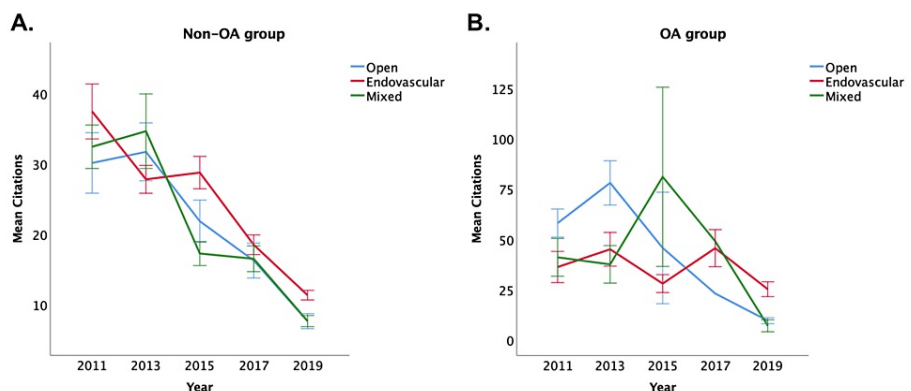 A.
Non-OA group
Open
Endovascular
Mixed
Mean Citations
40
30
20
10
2011 2013 2015 2017 2019
Year
B.
OA group
Open
Endovascular
Mixed
Mean Citations
125
100
75
50
25
0
2011 2013 2015 2017 2019
Year